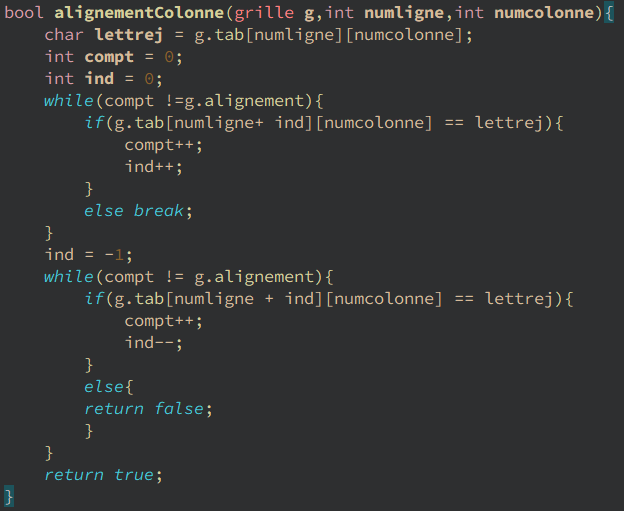 bool alignementColonne(grille g,int numligne,int numcolonne){
    char lettrej = g.tab[numligne][numcolonne];
    int compt = 0;
    int ind = 0;
    while(compt !=g.alignement){
        if(g.tab[numligne+ ind][numcolonne] == lettrej){
            compt++;
            ind++;
        }
        else break;
    }
    ind = -1;
    while(compt != g.alignement){
        if(g.tab[numligne + ind][numcolonne] == lettrej){
            compt++;
            ind--;
        }
        else{
        return false;
        }
    }
    return true;
}